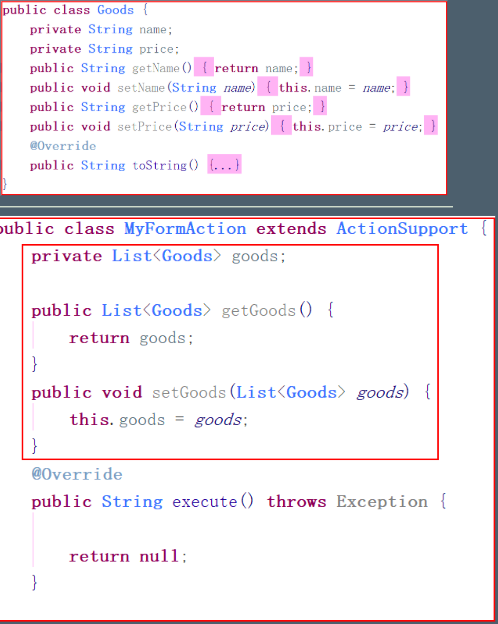 public class Goods {
private String name;
private String price;
public String getName() { return name; }
public void setName(String name) { this.name = name; }
public String getPrice() { return price; }
public void setPrice(String price) { this.price = price; }
@Override
public String toString() {...}
}
public class MyFormAction extends ActionSupport {
private List<Goods> goods;
public List<Goods> getGoods() {
return goods;
}
public void setGoods(List<Goods> goods) {
this.goods = goods;
}
@Override
public String execute() throws Exception {
return null;
}